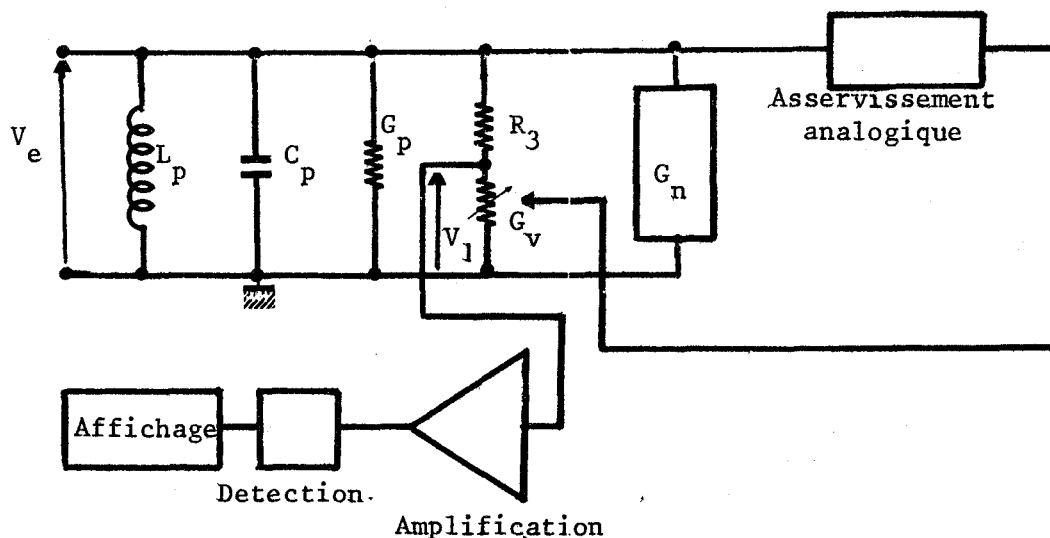 Asservissement
analogique
V_e
L_p
C_p
G_p
R_3
G_v
V_1
G_n
Affichage
Detection.
Amplification